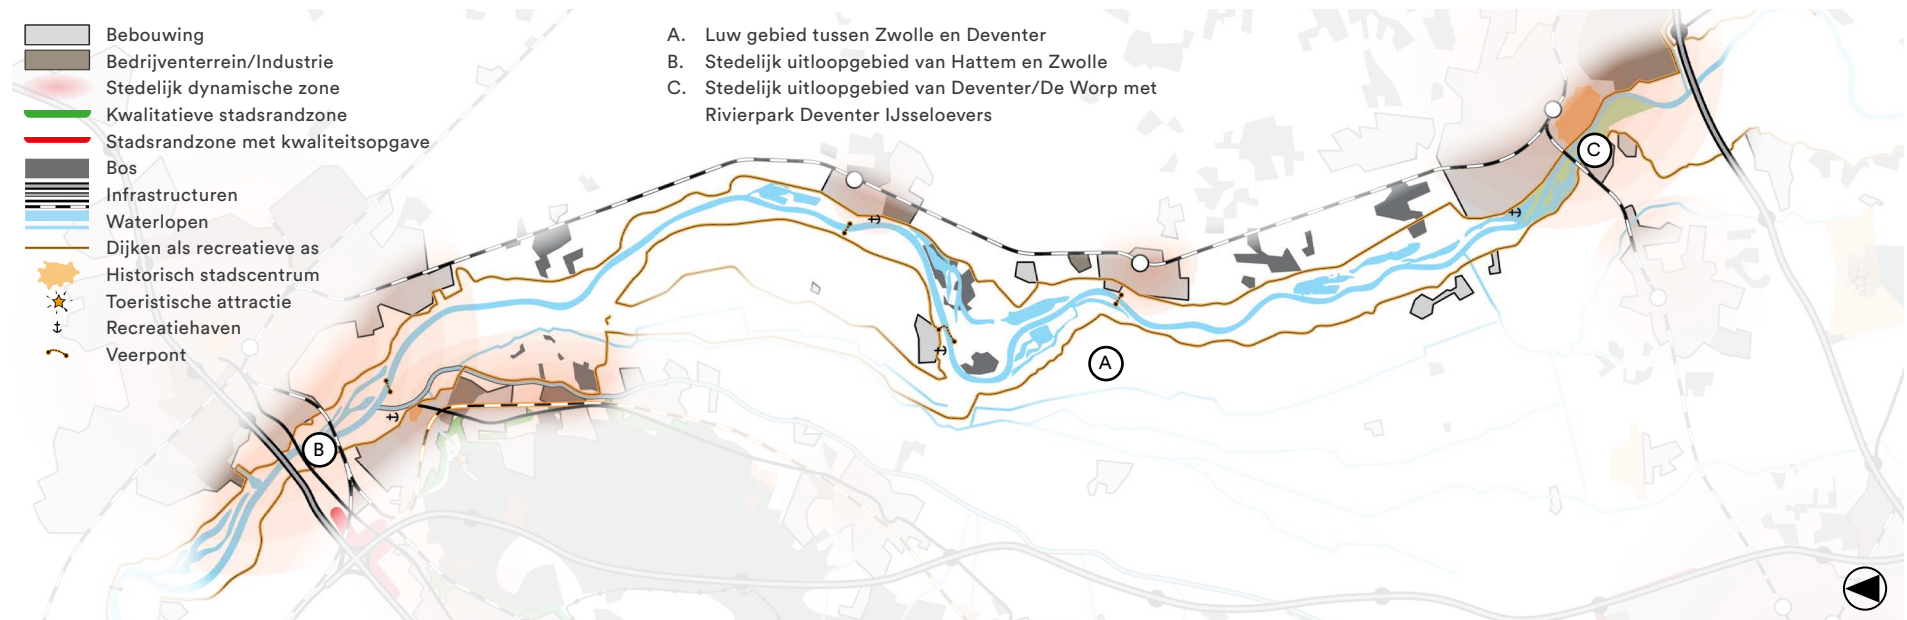 Bebouwing
Bedrijventerrein/Industrie
Stedelijk dynamische zone
Kwalitatieve stadsrandzone
Stadsrandzone met kwaliteitsopgave
Bos
Infrastructuren
Waterlopen
Dijken als recreatieve as
Historisch stadscentrum
Toeristische attractie
Recreatiehaven
Veerpont
A. Luw gebied tussen Zwolle en Deventer
B. Stedelijk uitloopgebied van Hattem en Zwolle
C. Stedelijk uitloopgebied van Deventer/De Worp met
Rivierpark Deventer IJsseloevers
C
A
B